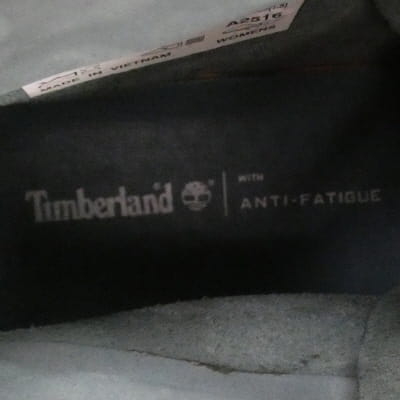 A2516
WOMENS
MADE IN VIETNAM
Timberland
WITH
ANTI-FATIGUE